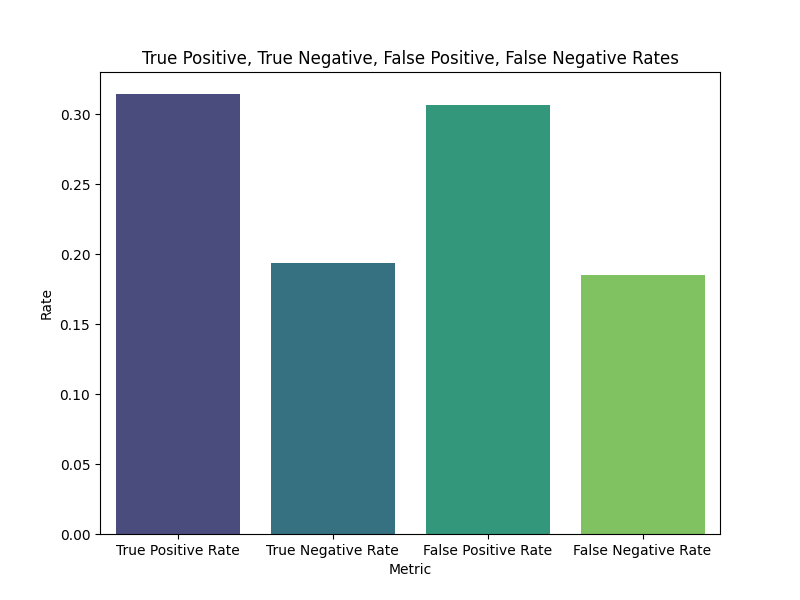 True Positive, True Negative, False Positive, False Negative Rates
0.30
0.25
0.20
0.15
0.10
0.05
0.00
Rate
True Positive Rate True Negative Rate False Positive Rate False Negative Rate
Metric